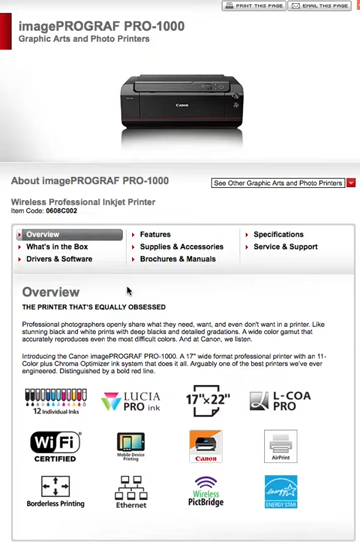 PRINT THIS PAGE EMAIL THIS PAGE
imagePROGRAF PRO-1000
Graphic Arts and Photo Printers
Canon
About imagePROGRAF PRO-1000
See Other Graphic Arts and Photo Printers
Wireless Professional Inkjet Printer
Item Code: 0608C002
Overview Features Specifications
What's in the Box Supplies & Accessories Service & Support
Drivers & Software Brochures & Manuals
Overview
THE PRINTER THAT'S EQUALLY OBSESSED
Professional photographers openly share what they need, want, and even don't want in a printer. Like
stunning black and white prints with deep blacks and detailed gradations. A wide color gamut that
accurately reproduces even the most difficult colors. And at Canon, we listen.
Introducing the Canon imagePROGRAF PRO-1000. A 17" wide format professional printer with an 11-
Color plus Chroma Optimizer ink system that does it all. Arguably one of the best printers we've ever
engineered. Distinguished by a bold red line.
12 Individual Inks
LUCIA
PRO ink
17"x22"
L-COA
PRO
Wi Fi
CERTIFIED
Mobile Device
Printing
Canon
AirPrint
Borderless Printing
Ethernet
Wireless
PictBridge
ENERGY STAR